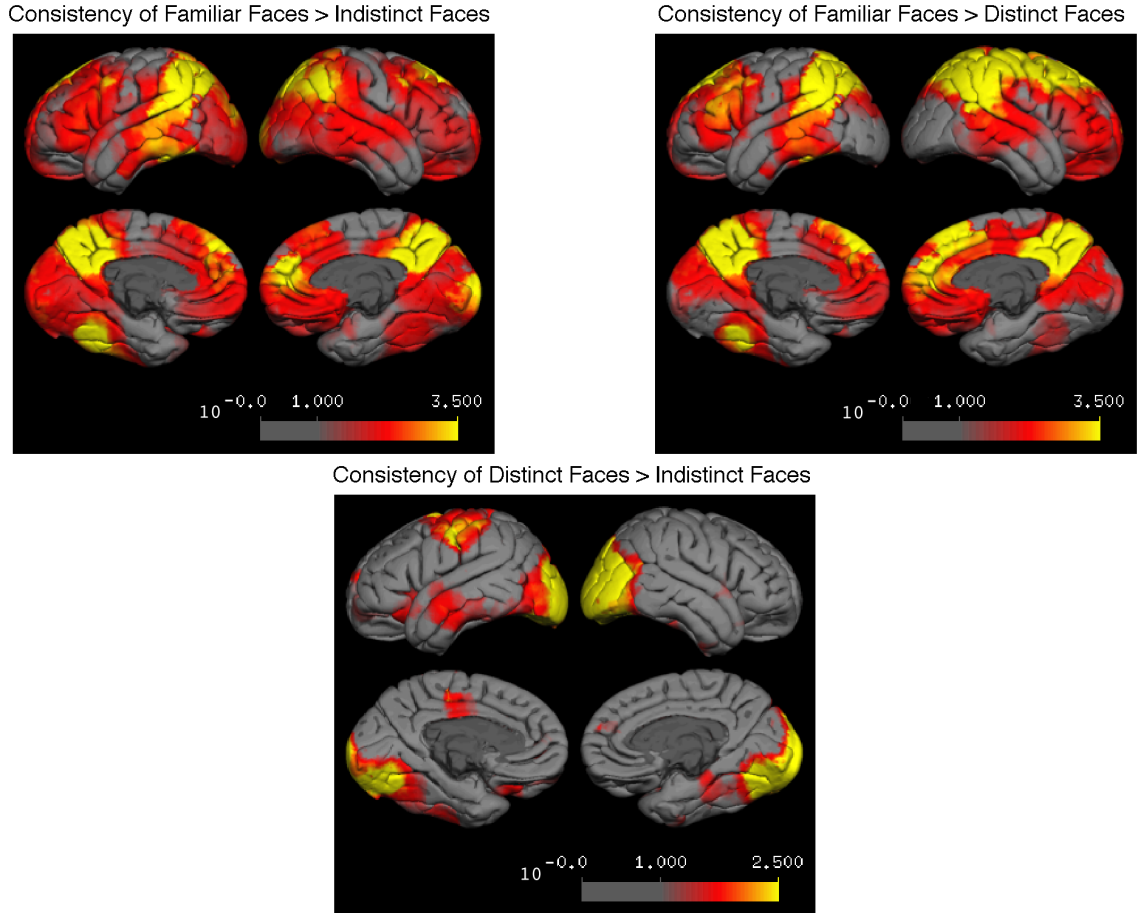 Consistency of Familiar Faces > Indistinct Faces
Consistency of Familiar Faces > Distinct Faces
10 -0.0 1.000 3.500
10 -0.0 1.000 3.500
Consistency of Distinct Faces > Indistinct Faces
10 -0.0 1.000 2.500